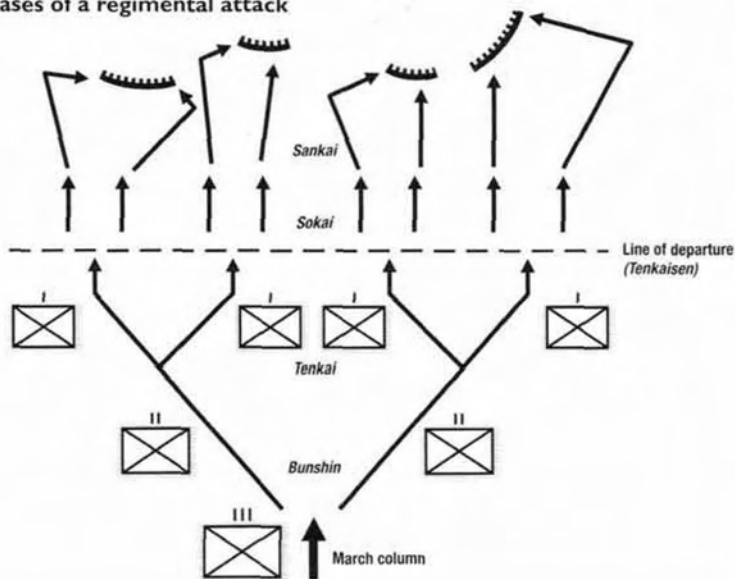 ases of a regimental attack
Sankai
Sokai
Line of departure
(Tenkaisen)
I
I
I
I
Tenkai
II
II
Bunshin
III
March column